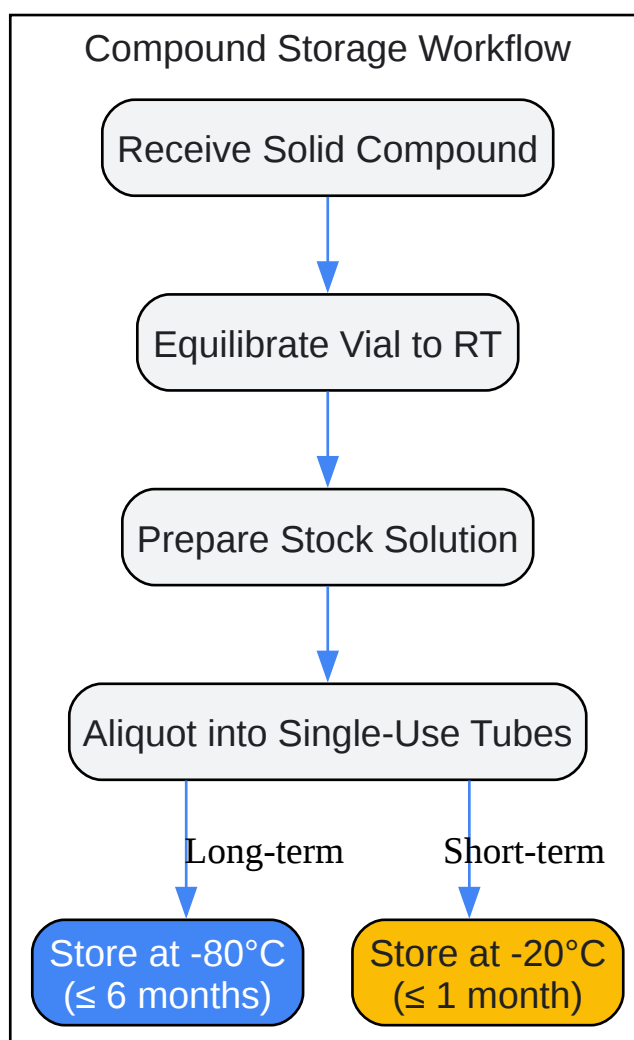 Compound Storage Workflow
Receive Solid Compound
Equilibrate Vial to RT
Prepare Stock Solution
Aliquot into Single-Use Tubes
Long-term
Short-term
Store at -80°C
(≤ 6 months)
Store at -20°C
(≤ 1 month)